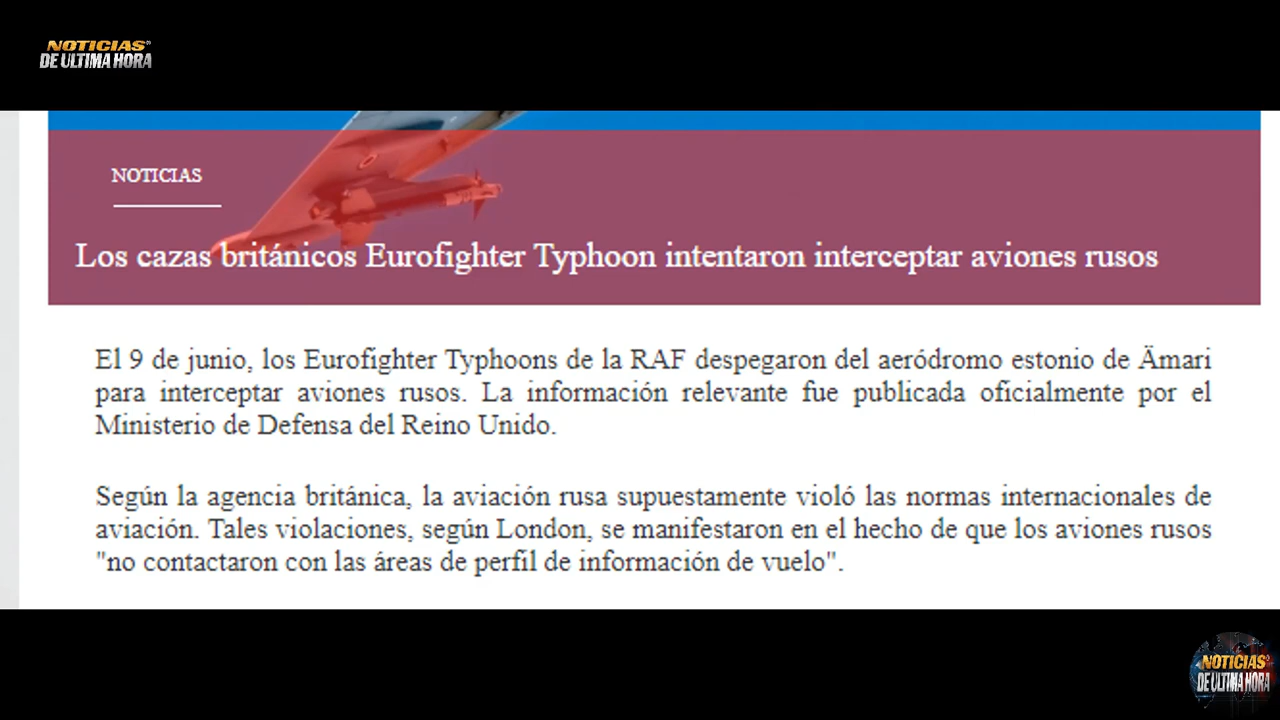 NOTICIAS
DE ULTIMA HORA
NOTICIAS
Los cazas británicos Eurofighter Typhoon intentaron interceptar aviones rusos
El 9 de junio, los Eurofighter Typhoons de la RAF despegaron del aeródromo estonio de Ämari
para interceptar aviones rusos. La información relevante fue publicada oficialmente por el
Ministerio de Defensa del Reino Unido.
Según la agencia británica, la aviación rusa supuestamente violó las normas internacionales de
aviación. Tales violaciones, según London, se manifestaron en el hecho de que los aviones rusos
"no contactaron con las áreas de perfil de información de vuelo".
NOTICIAS
DE ULTIMA HORA